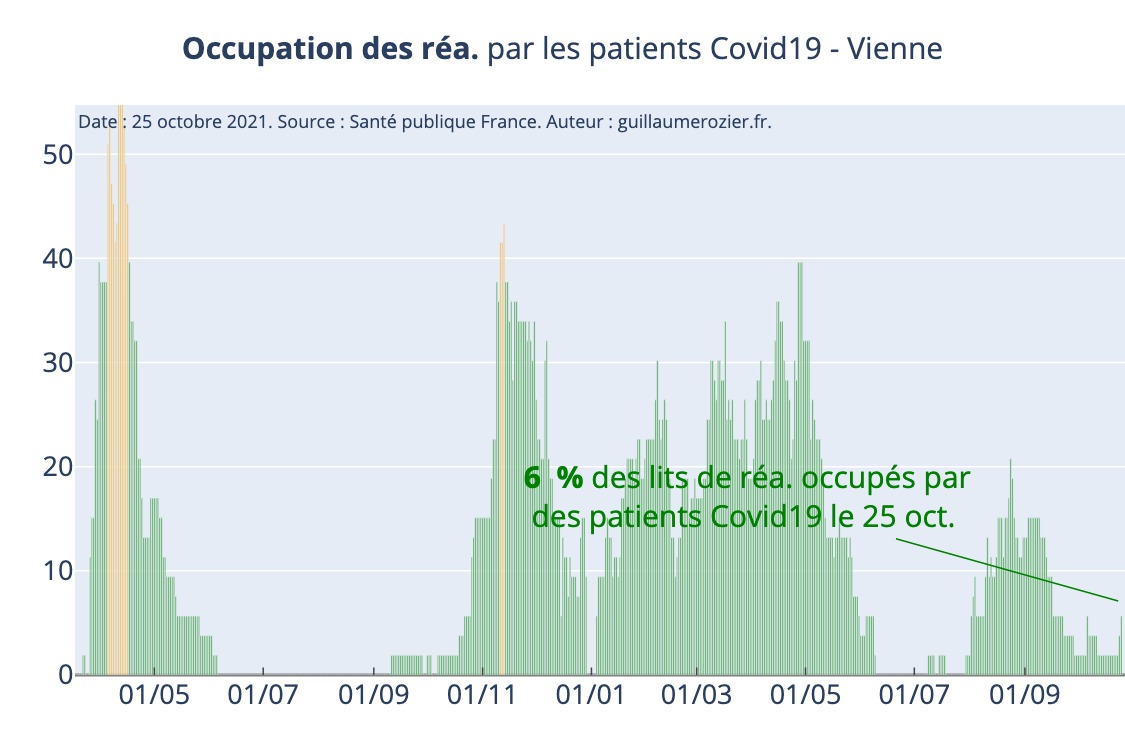 Occupation des réa. par les patients Covid19 - Vienne
Date : 25 octobre 2021. Source : Santé publique France. Auteur : guillaumerozier.fr.
50
40
30
20
10
0
6 % des lits de réa. occupés par
des patients Covid19 le 25 oct.
01/05 01/07 01/09 01/11 01/01 01/03 01/05 01/07 01/09